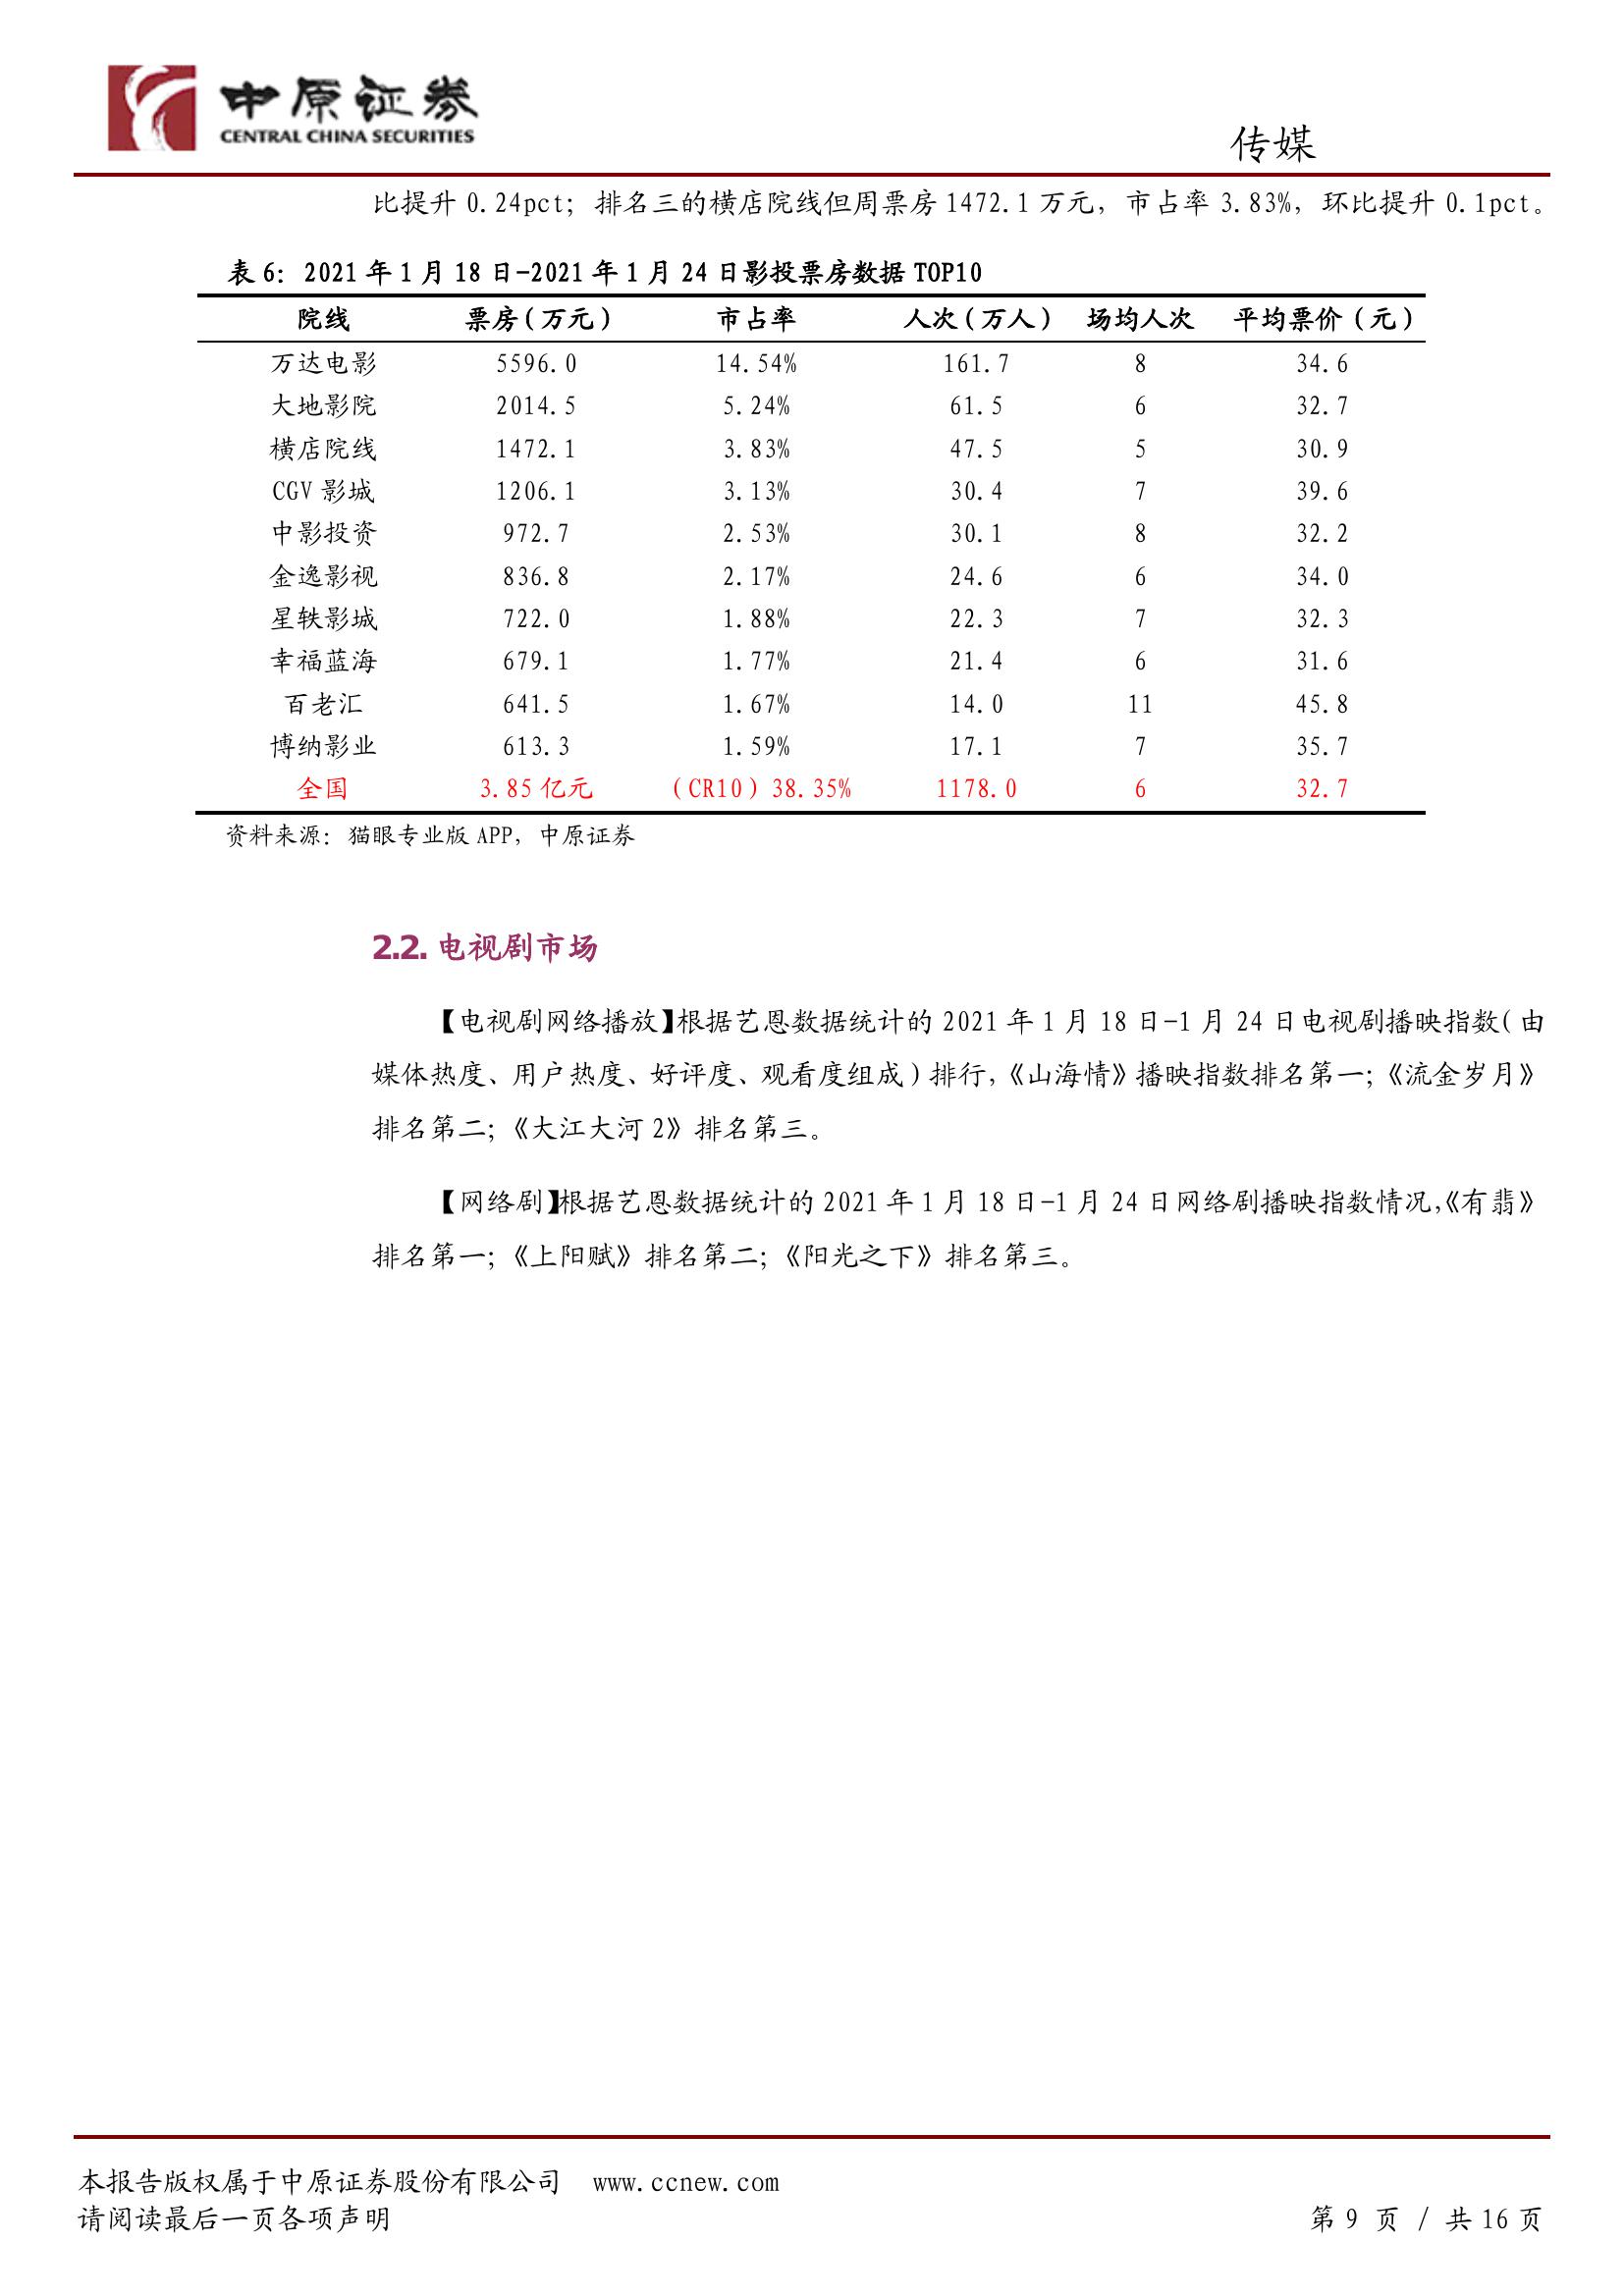 中原证券
CENTRAL CHINA SECURITIES
传媒
比提升 0.24pct；排名三的横店院线但周票房 1472.1 万元，市占率 3.83%，环比提升 0.1pct。
表 6：2021 年 1 月 18 日-2021 年 1 月 24 日影投票房数据 TOP10
院线 票房（万元） 市占率 人次（万人） 场均人次 平均票价（元）
万达电影 5596.0 14.54% 161.7 8 34.6
大地影院 2014.5 5.24% 61.5 6 32.7
横店院线 1472.1 3.83% 47.5 5 30.9
CGV 影城 1206.1 3.13% 30.4 7 39.6
中影投资 972.7 2.53% 30.1 8 32.2
金逸影视 836.8 2.17% 24.6 6 34.0
星轶影城 722.0 1.88% 22.3 7 32.3
幸福蓝海 679.1 1.77% 21.4 6 31.6
百老汇 641.5 1.67% 14.0 11 45.8
博纳影业 613.3 1.59% 17.1 7 35.7
全国 3.85 亿元 （CR10）38.35% 1178.0 6 32.7
资料来源：猫眼专业版 APP，中原证券
2.2. 电视剧市场
【电视剧网络播放】根据艺恩数据统计的 2021 年 1 月 18 日-1 月 24 日电视剧播映指数（由
媒体热度、用户热度、好评度、观看度组成）排行，《山海情》播映指数排名第一；《流金岁月》
排名第二；《大江大河 2》排名第三。
【网络剧】根据艺恩数据统计的 2021 年 1 月 18 日-1 月 24 日网络剧播映指数情况，《有翡》
排名第一；《上阳赋》排名第二；《阳光之下》排名第三。
本报告版权属于中原证券股份有限公司 www.ccnew.com
请阅读最后一页各项声明 第 9 页 / 共 16 页